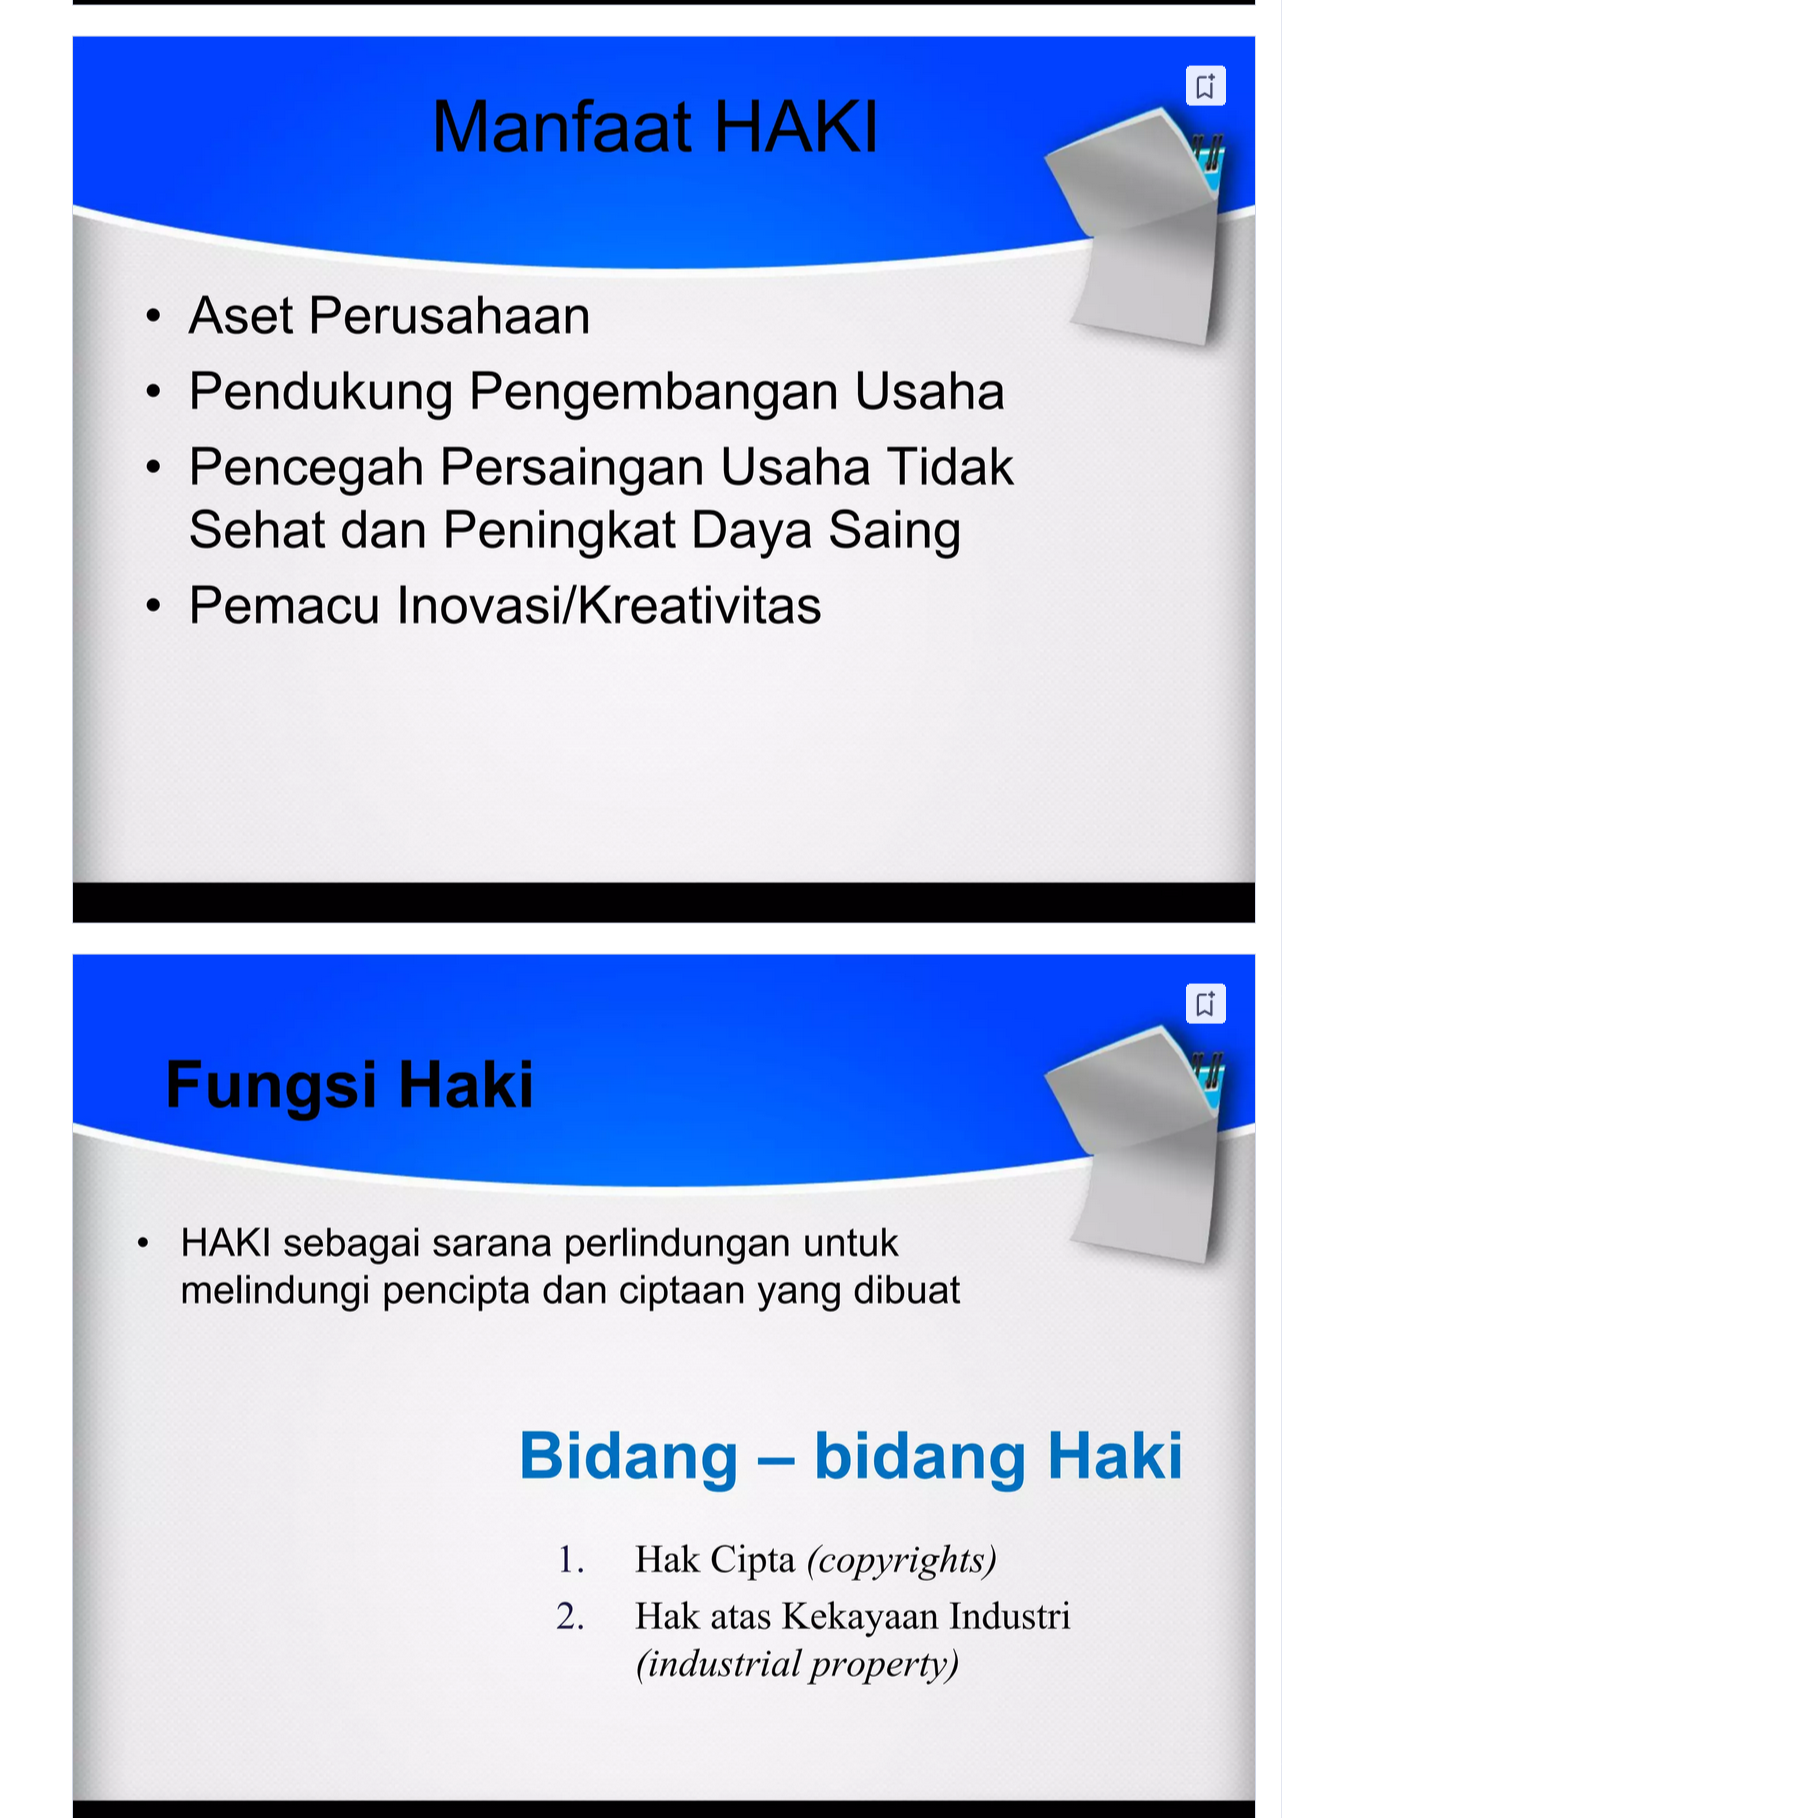 Manfaat HAKI
• Aset Perusahaan
• Pendukung Pengembangan Usaha
• Pencegah Persaingan Usaha Tidak
Sehat dan Peningkat Daya Saing
• Pemacu Inovasi/Kreativitas
Fungsi Haki
• HAKI sebagai sarana perlindungan untuk
melindungi pencipta dan ciptaan yang dibuat
Bidang – bidang Haki
1. Hak Cipta (copyrights)
2. Hak atas Kekayaan Industri
(industrial property)